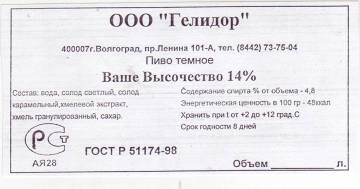 ООО "Гелидор"
400007г.Волгоград, пр.Ленина 101-А, тел. (8442) 73-75-04
Пиво темное
Ваше Высочество 14%
Состав: вода, солод светлый, солод
карамельный,хмелевой экстракт,
хмель гранулированный, сахар.
Содержание спирта % от объема - 4,8
Энергетическая ценность в 100 гр - 48ккал
Хранить при t от +2 до +12 град.С
Срок годности 8 дней
АЯ28
ГОСТ Р 51174-98
Объем л.